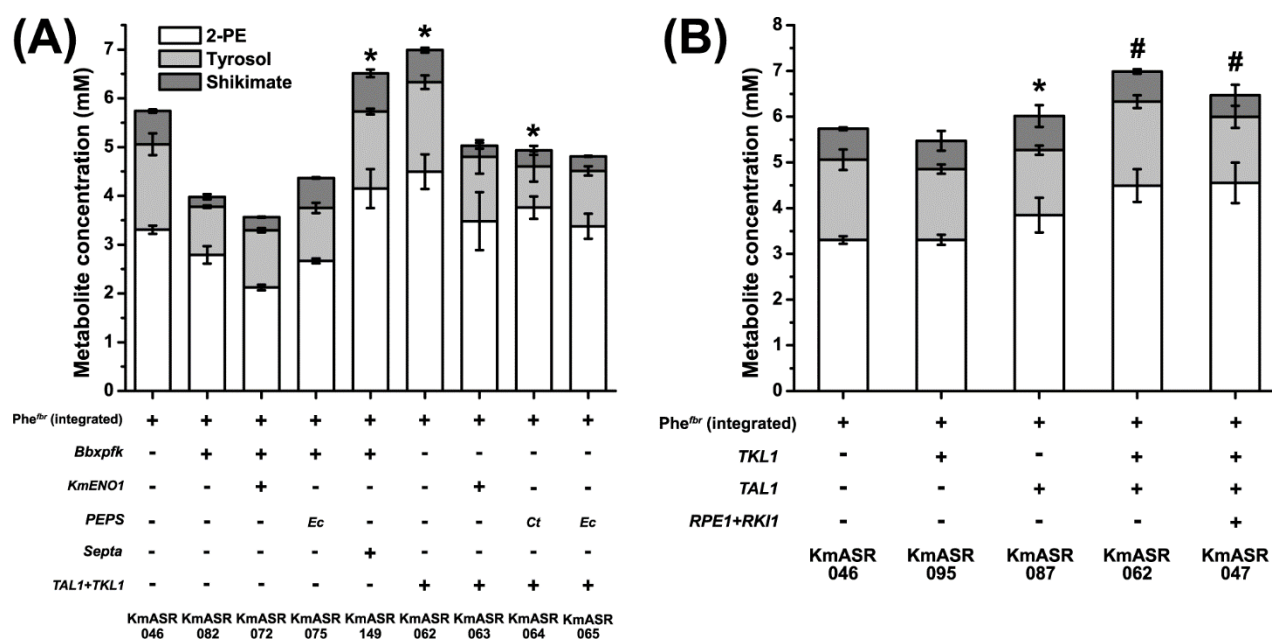 (A)
2-PE
Tyrosol
Shikimate
Metabolite concentration (mM)
7
6
5
4
3
2
1
0
* * *
Phefbr (integrated) + + + + + + + + +
Bbxpfk - + + + + - - - -
KmENO1 - - + - - - + - -
PEPS - - - Ec - - - Ct Ec
Septa - - - - + - - - -
TAL1+TKL1 - - - - - + + + +
KmASR KmASR KmASR KmASR KmASR KmASR KmASR KmASR KmASR
046 082 072 075 149 062 063 064 065
(B)
Metabolite concentration (mM)
8
7
6
5
4
3
2
1
0
* # #
Phefbr (integrated) + + + + +
TKL1 - + - + +
TAL1 - - + + +
RPE1+RKI1 - - - - +
KmASR KmASR KmASR KmASR KmASR
046 095 087 062 047